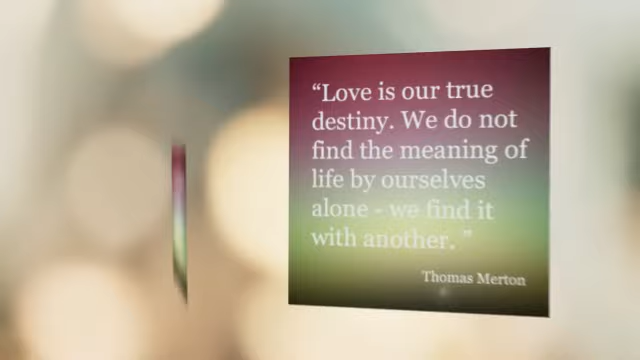 “Love is our true
destiny. We do not
find the meaning of
life by ourselves
alone - we find it
with another. ”
Thomas Merton